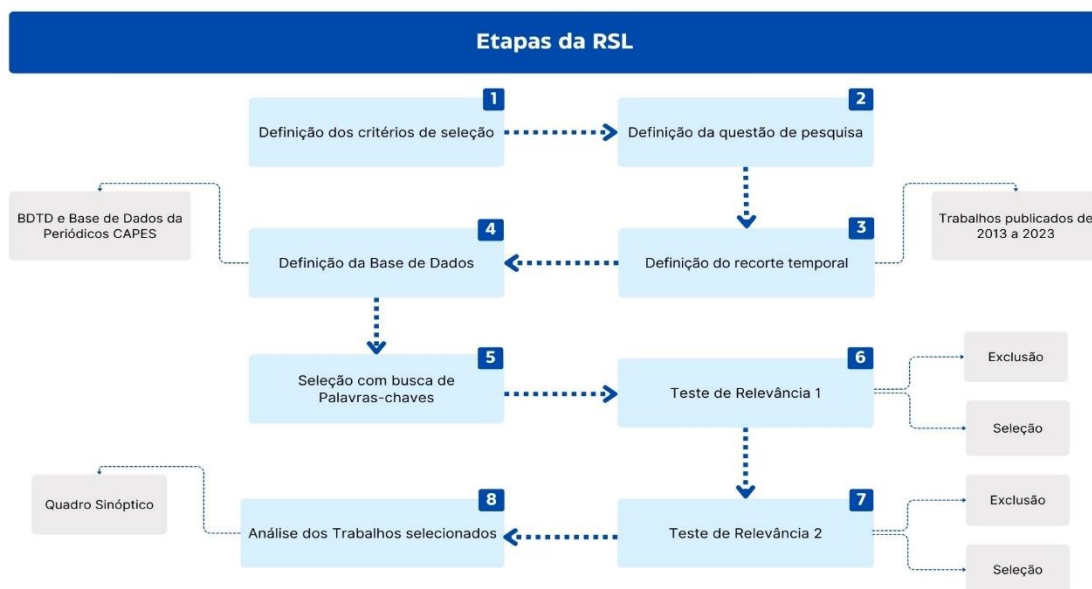 Etapas da RSL
1
Definição dos critérios de seleção
2
Definição da questão de pesquisa
BDTD e Base de Dados da
Periódicos CAPES
4
Definição da Base de Dados
3
Definição do recorte temporal
Trabalhos publicados de
2013 a 2023
5
Seleção com busca de
Palavras-chaves
6
Teste de Relevância 1
Exclusão
Seleção
Quadro Sinóptico
8
Análise dos Trabalhos selecionados
7
Teste de Relevância 2
Exclusão
Seleção